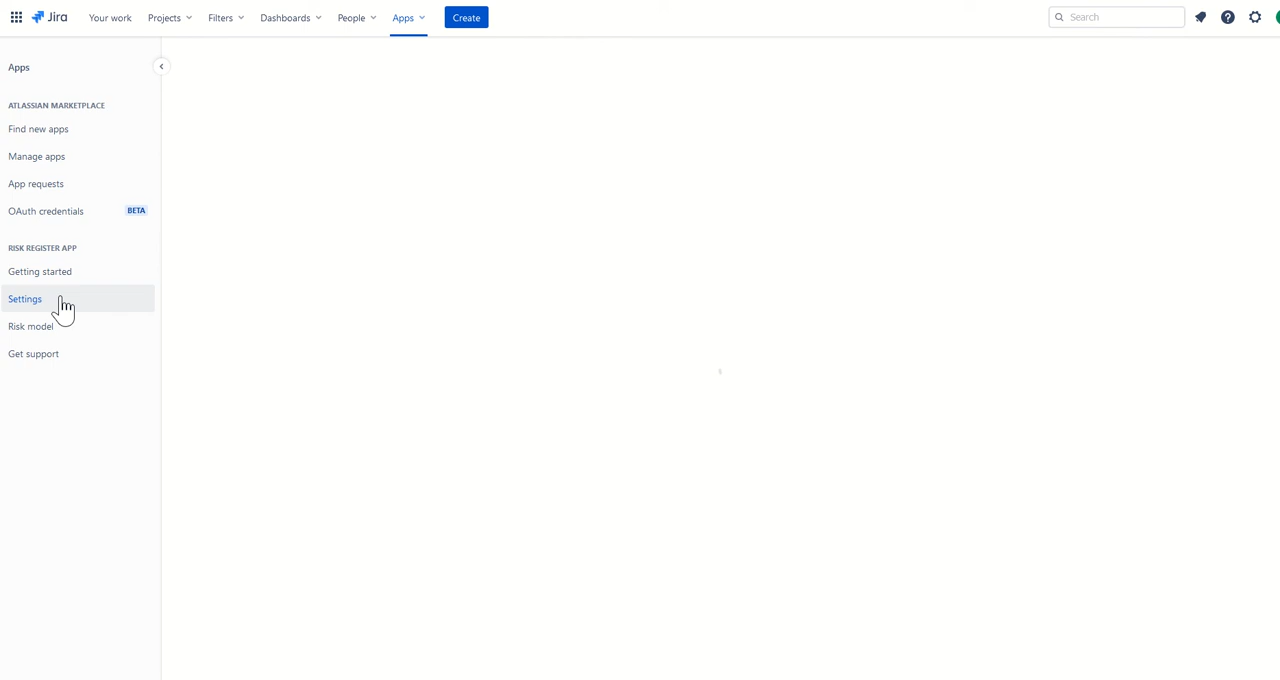 Jira
Your work
Projects
Filters
Dashboards
People
Apps
Create
Search
Apps
ATLASSIAN MARKETPLACE
Find new apps
Manage apps
App requests
OAuth credentials BETA
RISK REGISTER APP
Getting started
Settings
Risk model
Get support